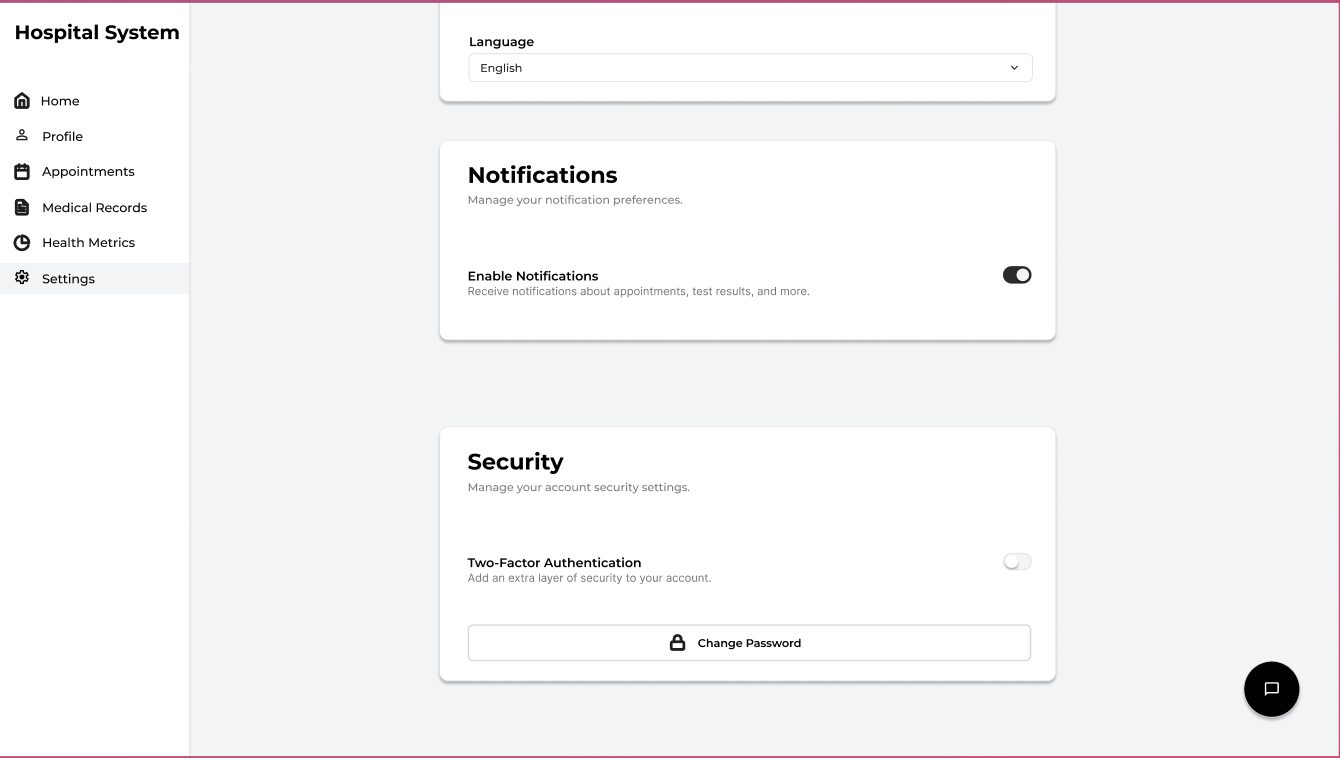 Hospital System
Home
Profile
Appointments
Medical Records
Health Metrics
Settings
Language
English
Notifications
Manage your notification preferences.
Enable Notifications
Receive notifications about appointments, test results, and more.
Security
Manage your account security settings.
Two-Factor Authentication
Add an extra layer of security to your account.
Change Password